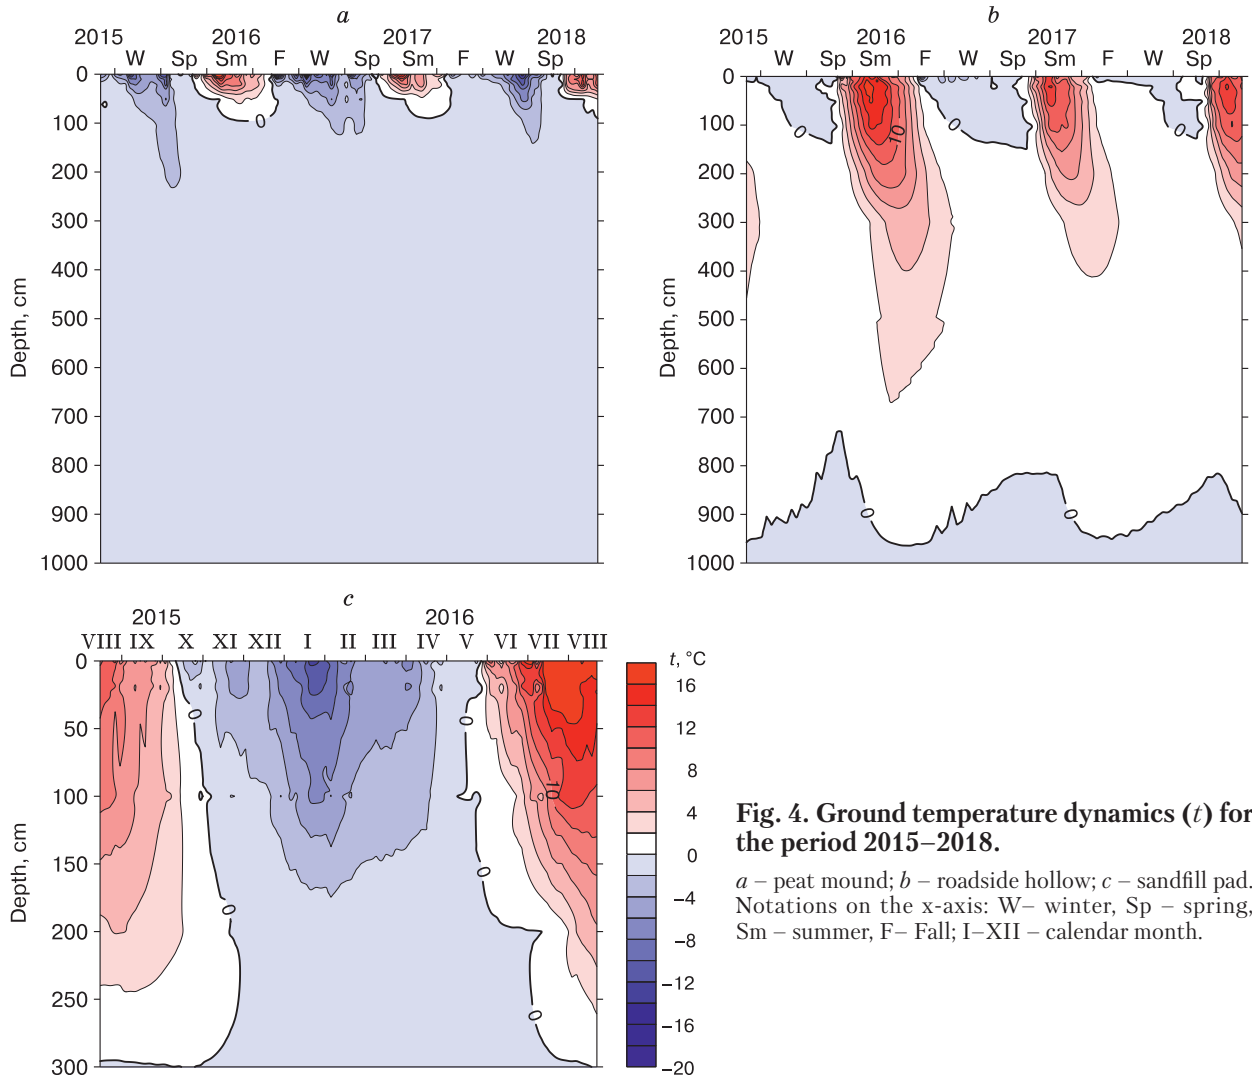 a
2015 2016 2017 2018
W Sp Sm F W Sp Sm F W Sp
0
100
200
300
400
500
600
700
800
900
1000
Depth, cm
0
b
2015 2016 2017 2018
W Sp Sm F W Sp Sm F W Sp
0
100
200
300
400
500
600
700
800
900
1000
Depth, cm
0 10 0 0
0 0
c
2015 2016
VIII IX X XI XII I II III IV V VI VII VIII
0
50
100
150
200
250
300
Depth, cm
0 0
10
0
0
0
t, °C
16
12
8
4
0
−4
−8
−12
−16
−20
Fig. 4. Ground temperature dynamics (t) for
the period 2015–2018.
a – peat mound; b – roadside hollow; c – sandfill pad.
Notations on the x-axis: W– winter, Sp – spring,
Sm – summer, F– Fall; I–XII – calendar month.